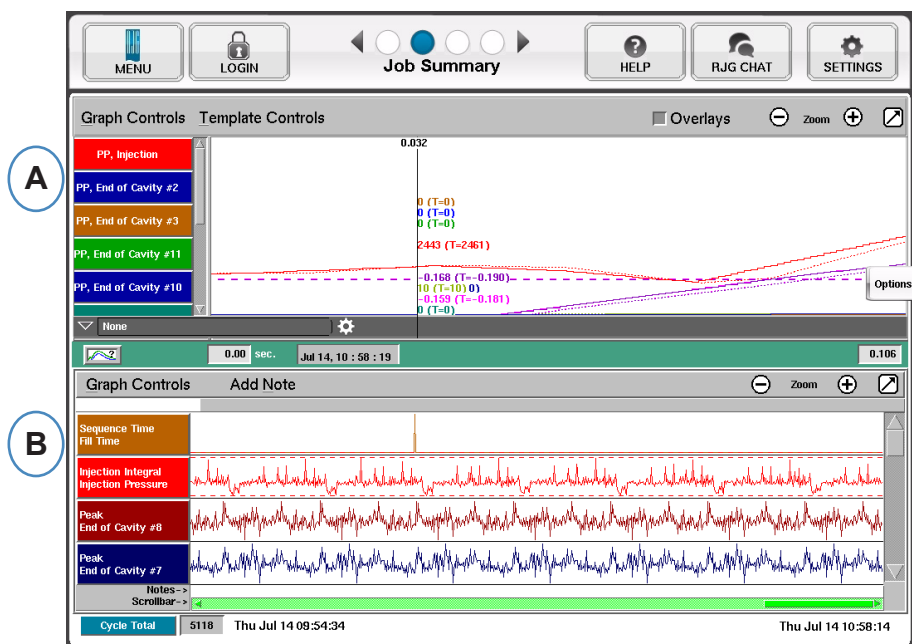 MENU
LOGIN
Job Summary
HELP
RJG CHAT
SETTINGS
Graph Controls Template Controls
Overlays
Zoom
A
PP, Injection
PP, End of Cavity #2
PP, End of Cavity #3
PP, End of Cavity #11
PP, End of Cavity #10
0.032
0 (T=0)
0 (T=0)
0 (T=0)
2443 (T=2461)
-0.168 (T=-0.190)
10 (T=10)0)
-0.159 (T=-0.181)
0 (T=0)
Options
None
0.00 sec.
Jul 14, 10 : 58 : 19
0.106
Graph Controls Add Note
Zoom
B
Sequence Time
Fill Time
Injection Integral
Injection Pressure
Peak
End of Cavity #8
Peak
End of Cavity #7
Notes->
Scrollbar->
Cycle Total 5118 Thu Jul 14 09:54:34
Thu Jul 14 10:58:14